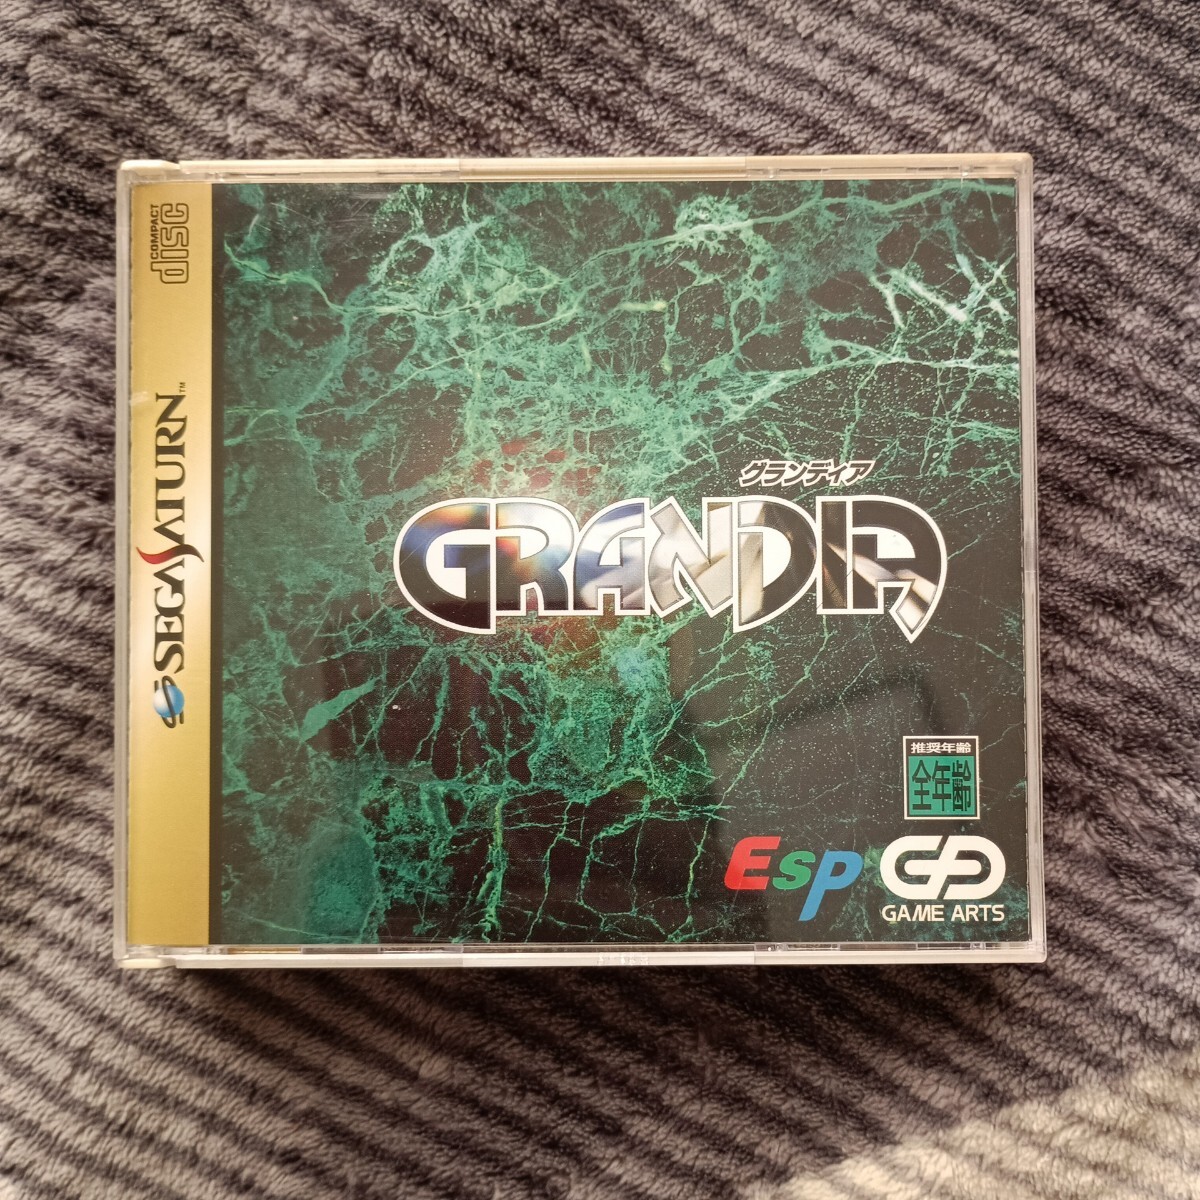 COMPACT
disc
SEGA SATURN™
グランディア
GRANDIA
推奨年齢
全年齢
Esp
GAME ARTS